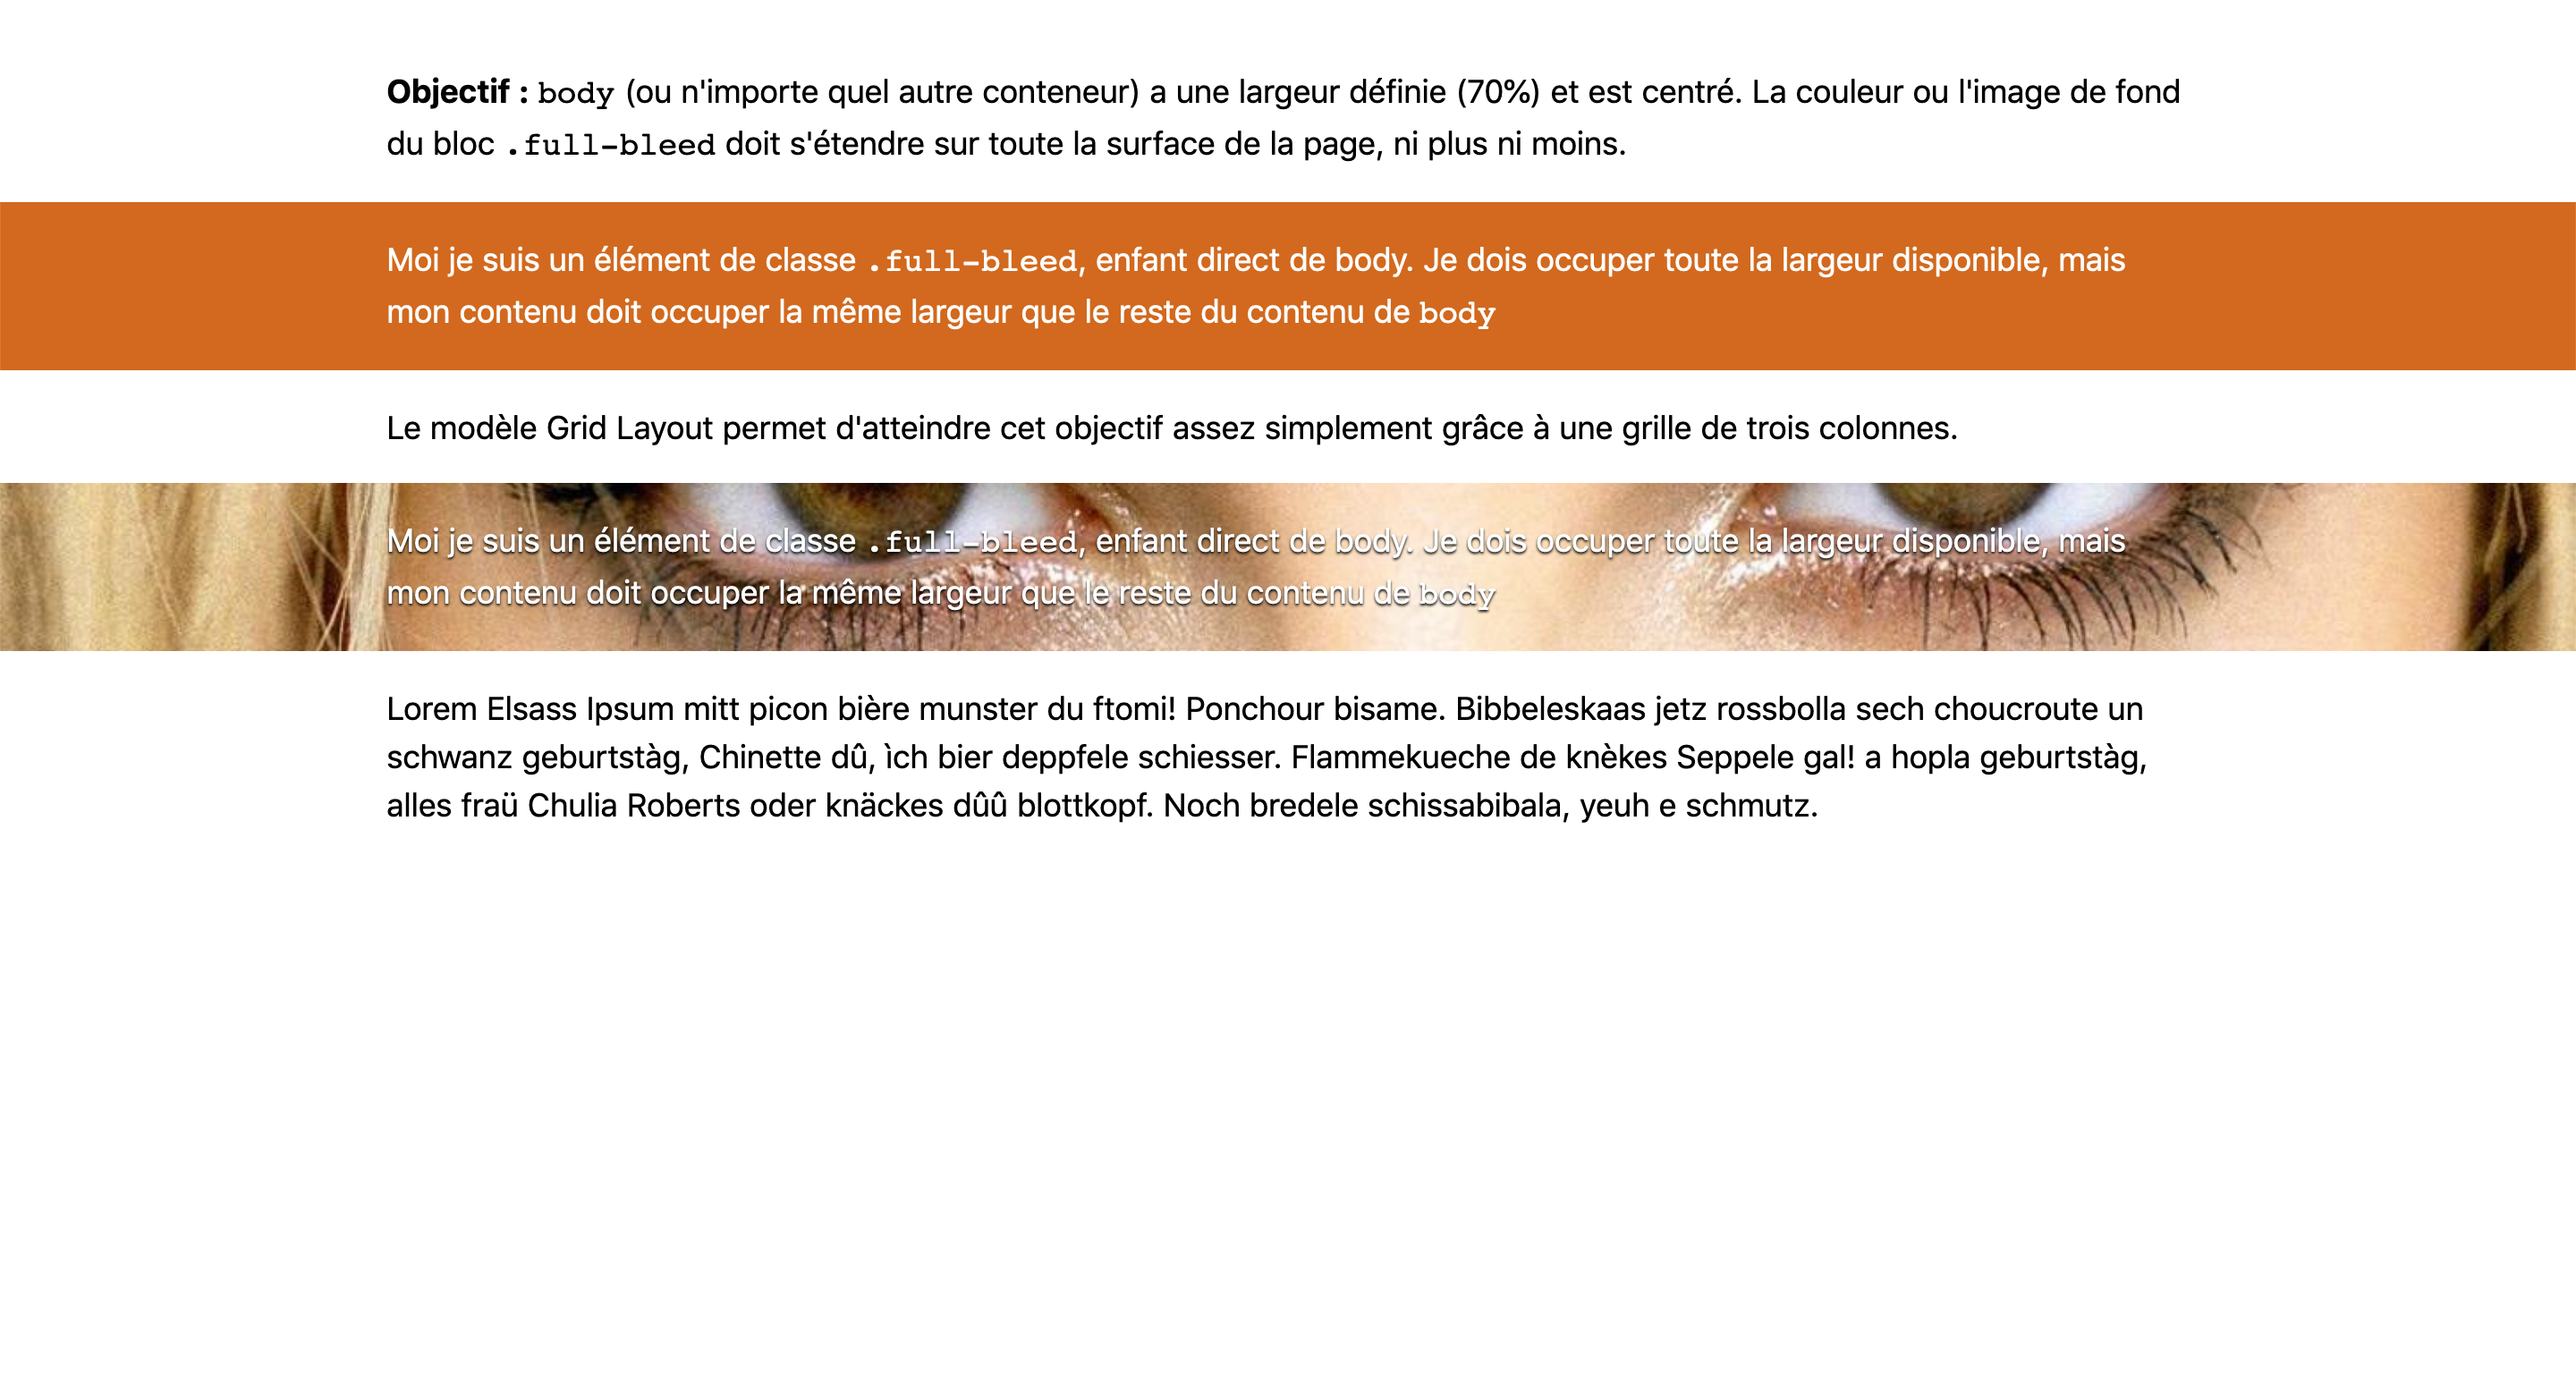 Objectif : body (ou n'importe quel autre conteneur) a une largeur définie (70%) et est centré. La couleur ou l'image de fond
du bloc .full-bleed doit s'étendre sur toute la surface de la page, ni plus ni moins.
Moi je suis un élément de classe .full-bleed, enfant direct de body. Je dois occuper toute la largeur disponible, mais
mon contenu doit occuper la même largeur que le reste du contenu de body
Le modèle Grid Layout permet d'atteindre cet objectif assez simplement grâce à une grille de trois colonnes.
Moi je suis un élément de classe .full-bleed, enfant direct de body. Je dois occuper toute la largeur disponible, mais
mon contenu doit occuper la même largeur que le reste du contenu de body
Lorem Elsass Ipsum mitt picon bière munster du ftomi! Ponchour bisame. Bibbeleskaas jetz rossbolla sech choucroute un
schwanz geburtstàg, Chinette dû, ìch bier deppfele schiesser. Flammekueche de knèkes Seppele gal! a hopla geburtstàg,
alles fraü Chulia Roberts oder knäckes dûû blottkopf. Noch bredele schissabibala, yeuh e schmutz.